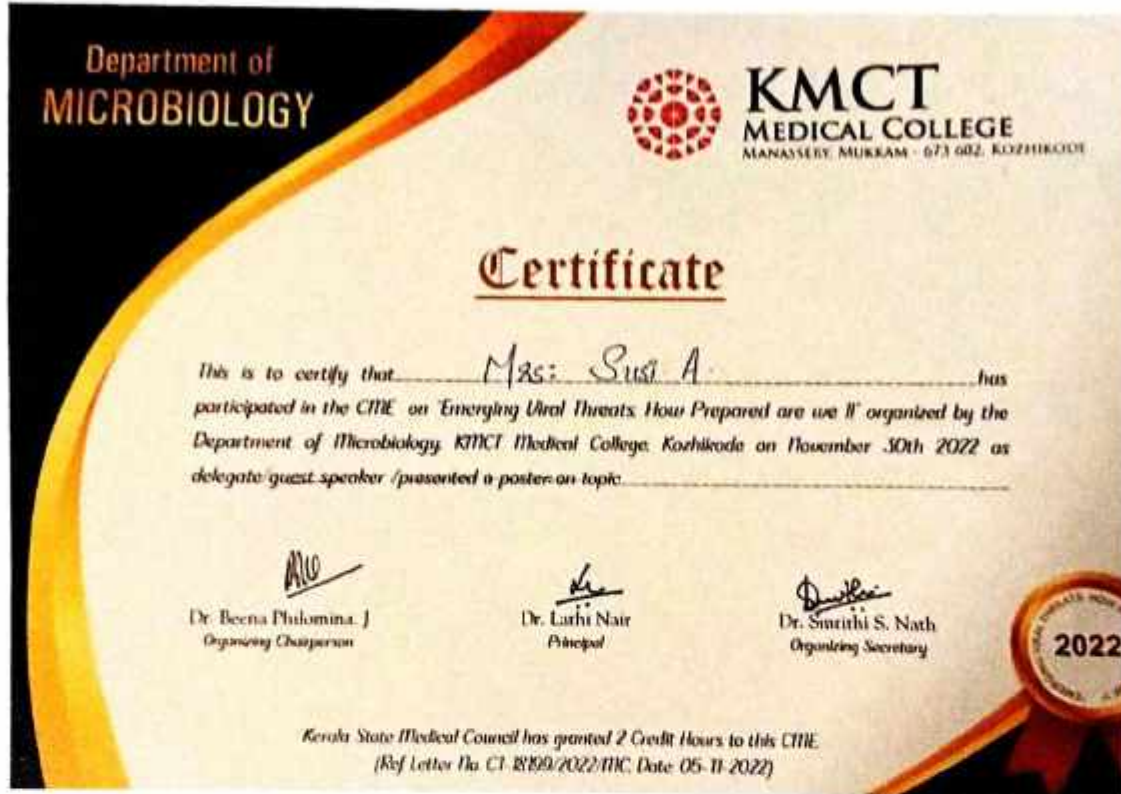 Department of
MICROBIOLOGY
KMCT
MEDICAL COLLEGE
MANASSERY, MUKKAM - 673 602, KOZHIKODE
Certificate
This is to certify that Mrs: Susi A. has
participated in the CME on "Emerging Viral Threats How Prepared are we II" organized by the
Department of Microbiology, KMCT Medical College, Kozhikode on November 30th 2022 as
delegate/guest speaker /presented a poster on topic
Dr. Beena Philomina. J
Organizing Chairperson
Dr. Lathi Nair
Principal
Dr. Smrithi S. Nath
Organizing Secretary
2022
Kerala State Medical Council has granted 2 Credit Hours to this CME
(Ref Letter No. C1-18199/2022/MC, Date: 05-11-2022)